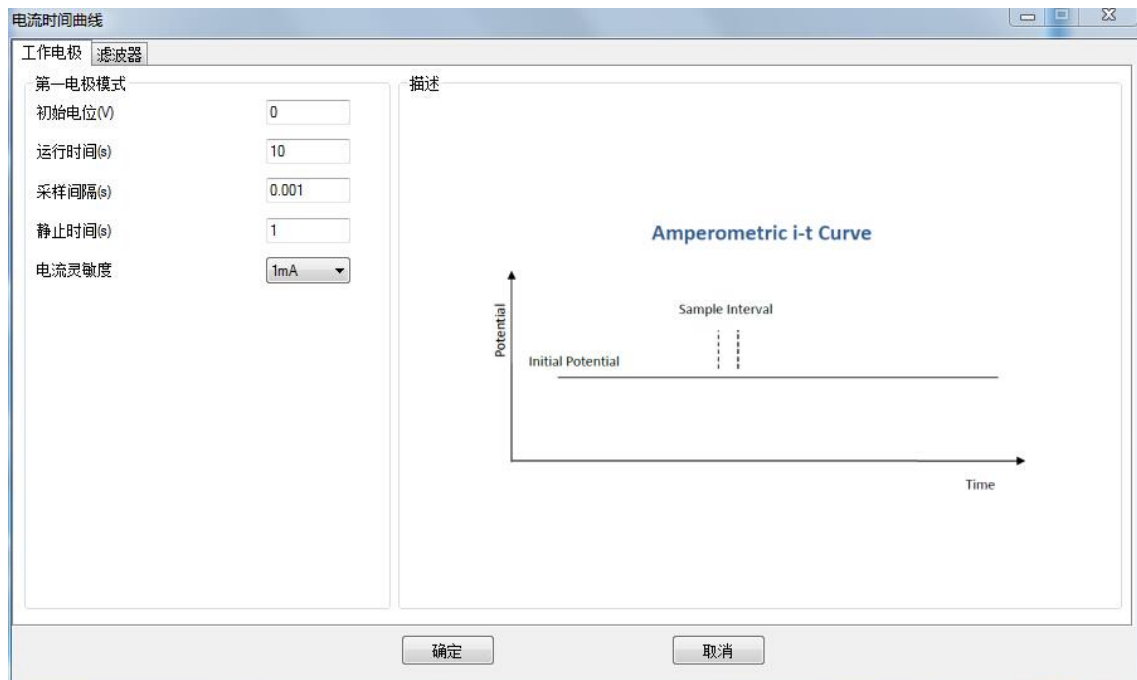 电流时间曲线
工作电极 滤波器
第一电极模式
初始电位(V) 0
运行时间(s) 10
采样间隔(s) 0.001
静止时间(s) 1
电流灵敏度 1mA
描述
Amperometric i-t Curve
Sample Interval
Potential
Initial Potential
Time
确定 取消